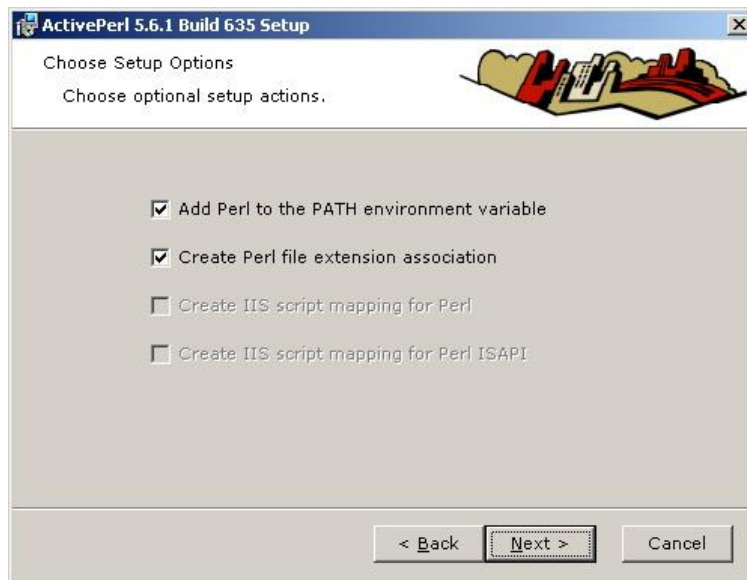 ActivePerl 5.6.1 Build 635 Setup
Choose Setup Options
Choose optional setup actions.
Add Perl to the PATH environment variable
Create Perl file extension association
Create IIS script mapping for Perl
Create IIS script mapping for Perl ISAPI
< Back Next > Cancel